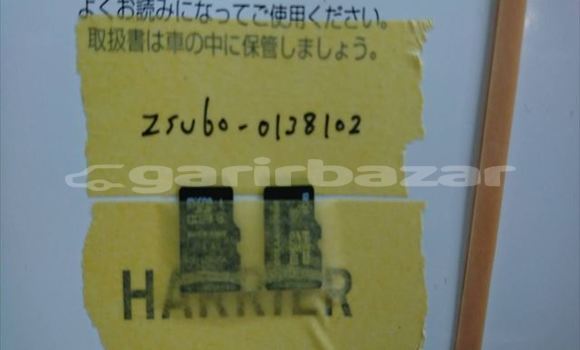 よくお読みになってご使用ください。
取扱書は車の中に保管しましょう。
zsu60-0138102
garirbazar
HARRIER